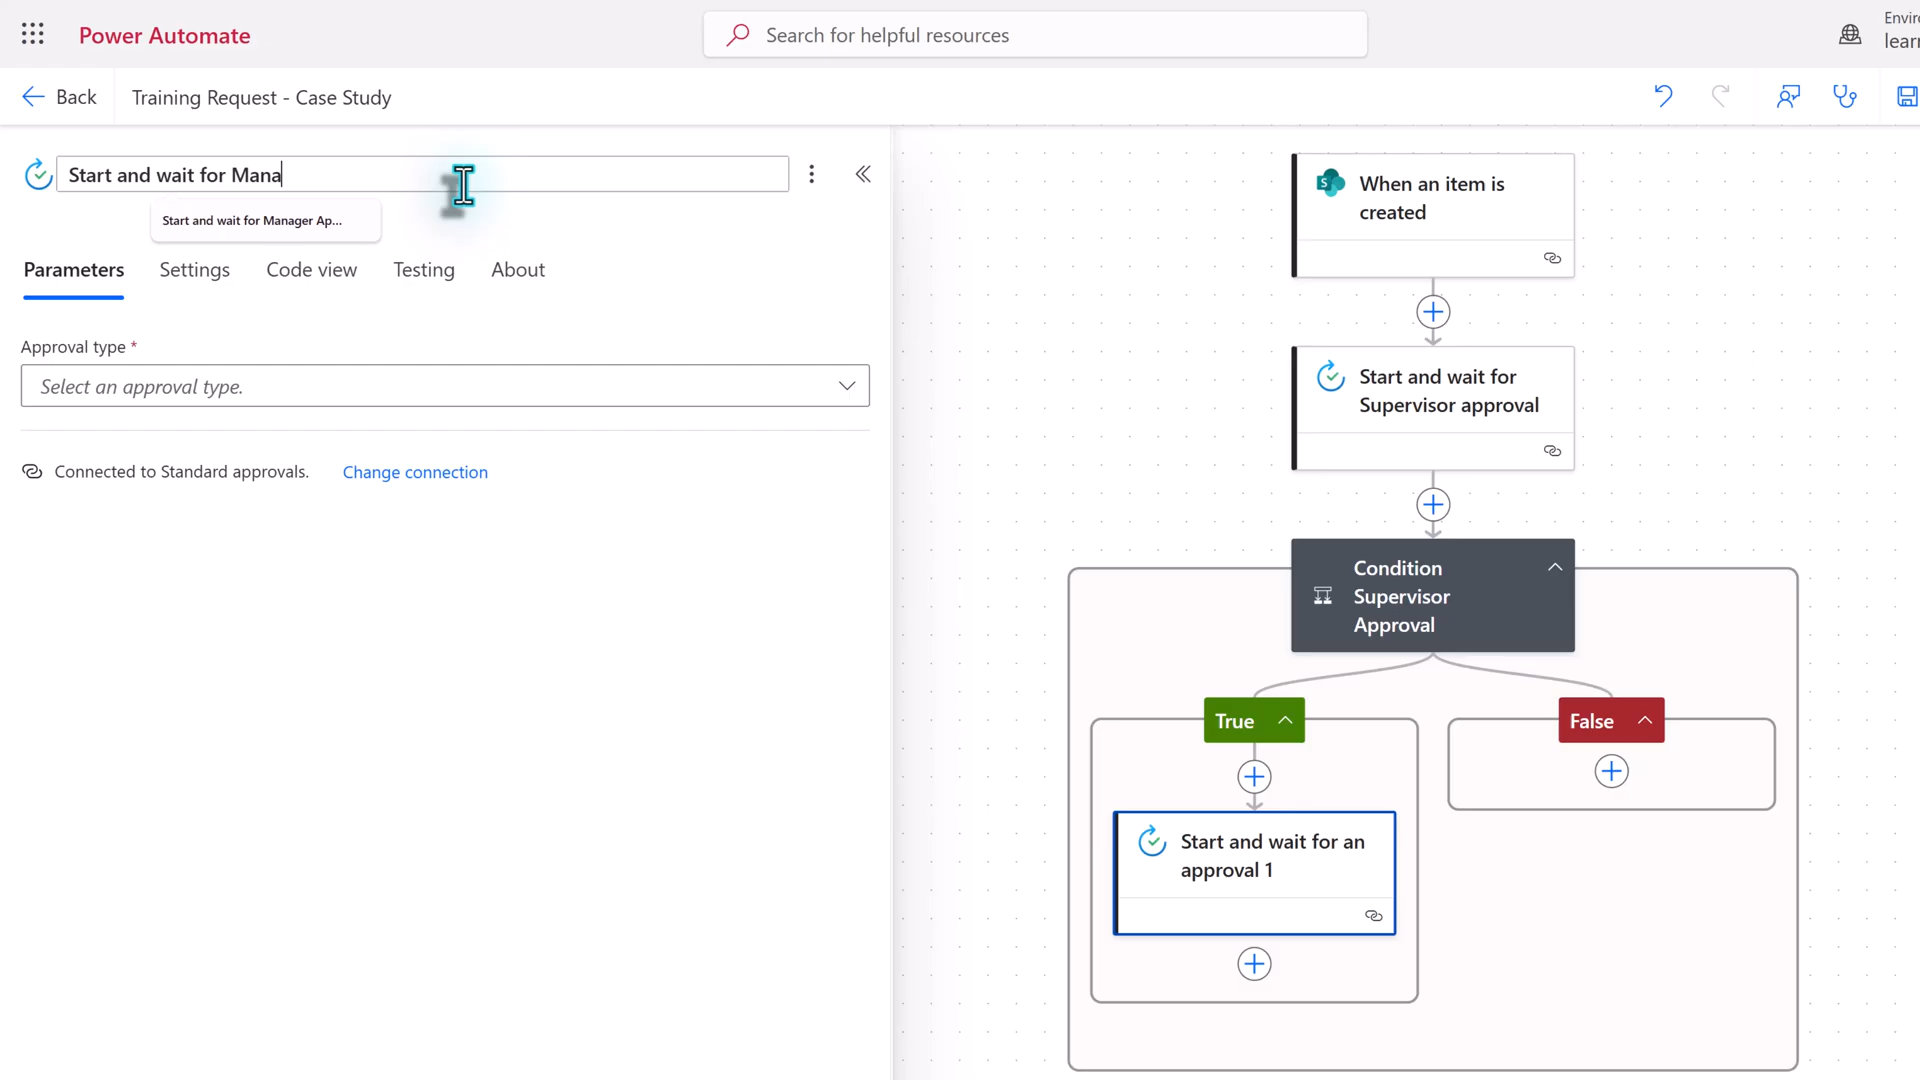 Power Automate
Search for helpful resources
Enviro
learn
Back
Training Request - Case Study
Start and wait for Mana
Start and wait for Manager Ap...
Parameters
Settings
Code view
Testing
About
Approval type *
Select an approval type.
Connected to Standard approvals.
Change connection
When an item is
created
Start and wait for
Supervisor approval
Condition
Supervisor
Approval
True
False
Start and wait for an
approval 1